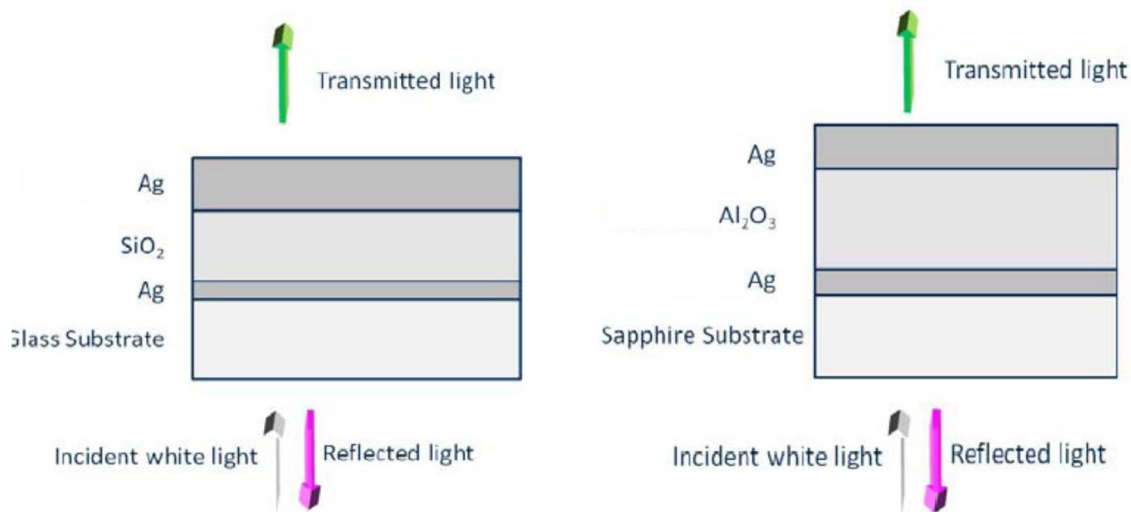 Transmitted light
Ag
SiO₂
Ag
Glass Substrate
Incident white light
Reflected light
Transmitted light
Ag
Al₂O₃
Ag
Sapphire Substrate
Incident white light
Reflected light